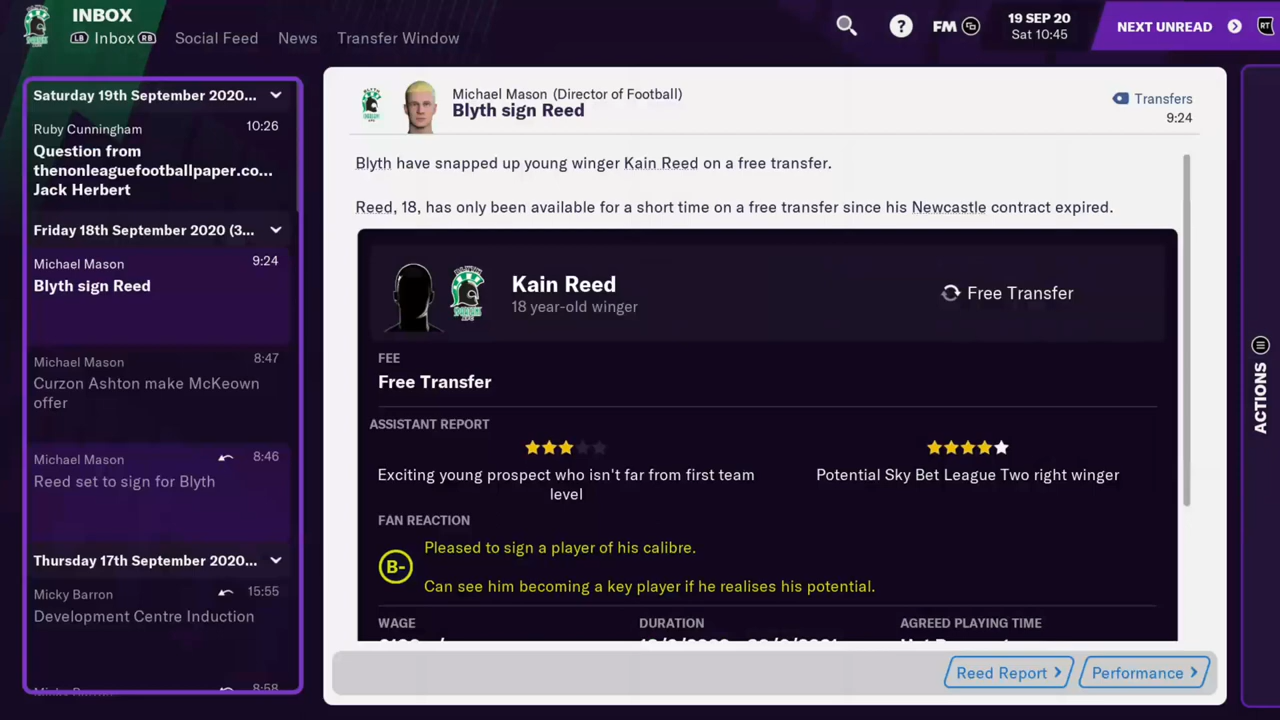 INBOX
LB Inbox RB Social Feed News Transfer Window
? FM 19 SEP 20
Sat 10:45
NEXT UNREAD RT
Saturday 19th September 2020...
Ruby Cunningham 10:26
Question from
thenonleaguefootballpaper.co...
Jack Herbert
Friday 18th September 2020 (3...
Michael Mason 9:24
Blyth sign Reed
Michael Mason 8:47
Curzon Ashton make McKeown
offer
Michael Mason 8:46
Reed set to sign for Blyth
Thursday 17th September 2020...
Micky Barron 15:55
Development Centre Induction
Micky Barron 8:58
Michael Mason (Director of Football)
Blyth sign Reed
Transfers
9:24
Blyth have snapped up young winger Kain Reed on a free transfer.
Reed, 18, has only been available for a short time on a free transfer since his Newcastle contract expired.
Kain Reed
18 year-old winger
Free Transfer
FEE
Free Transfer
ASSISTANT REPORT
Exciting young prospect who isn't far from first team
level
Potential Sky Bet League Two right winger
FAN REACTION
B-
Pleased to sign a player of his calibre.
Can see him becoming a key player if he realises his potential.
WAGE DURATION AGREED PLAYING TIME
Reed Report Performance
ACTIONS